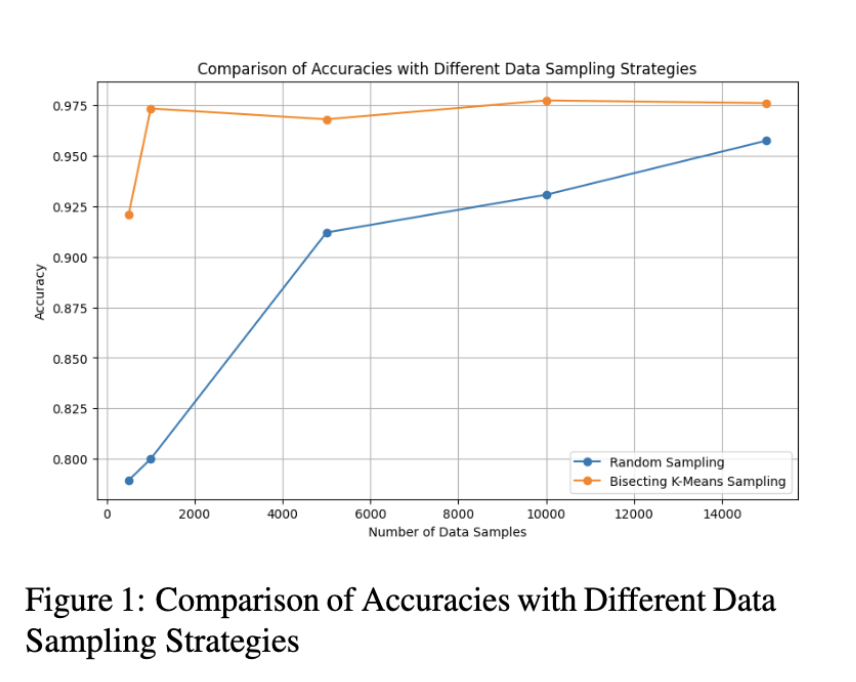 Comparison of Accuracies with Different Data Sampling Strategies
0.975
0.950
0.925
0.900
0.875
0.850
0.825
0.800
Accuracy
Random Sampling
Bisecting K-Means Sampling
0 2000 4000 6000 8000 10000 12000 14000
Number of Data Samples
Figure 1: Comparison of Accuracies with Different Data
Sampling Strategies